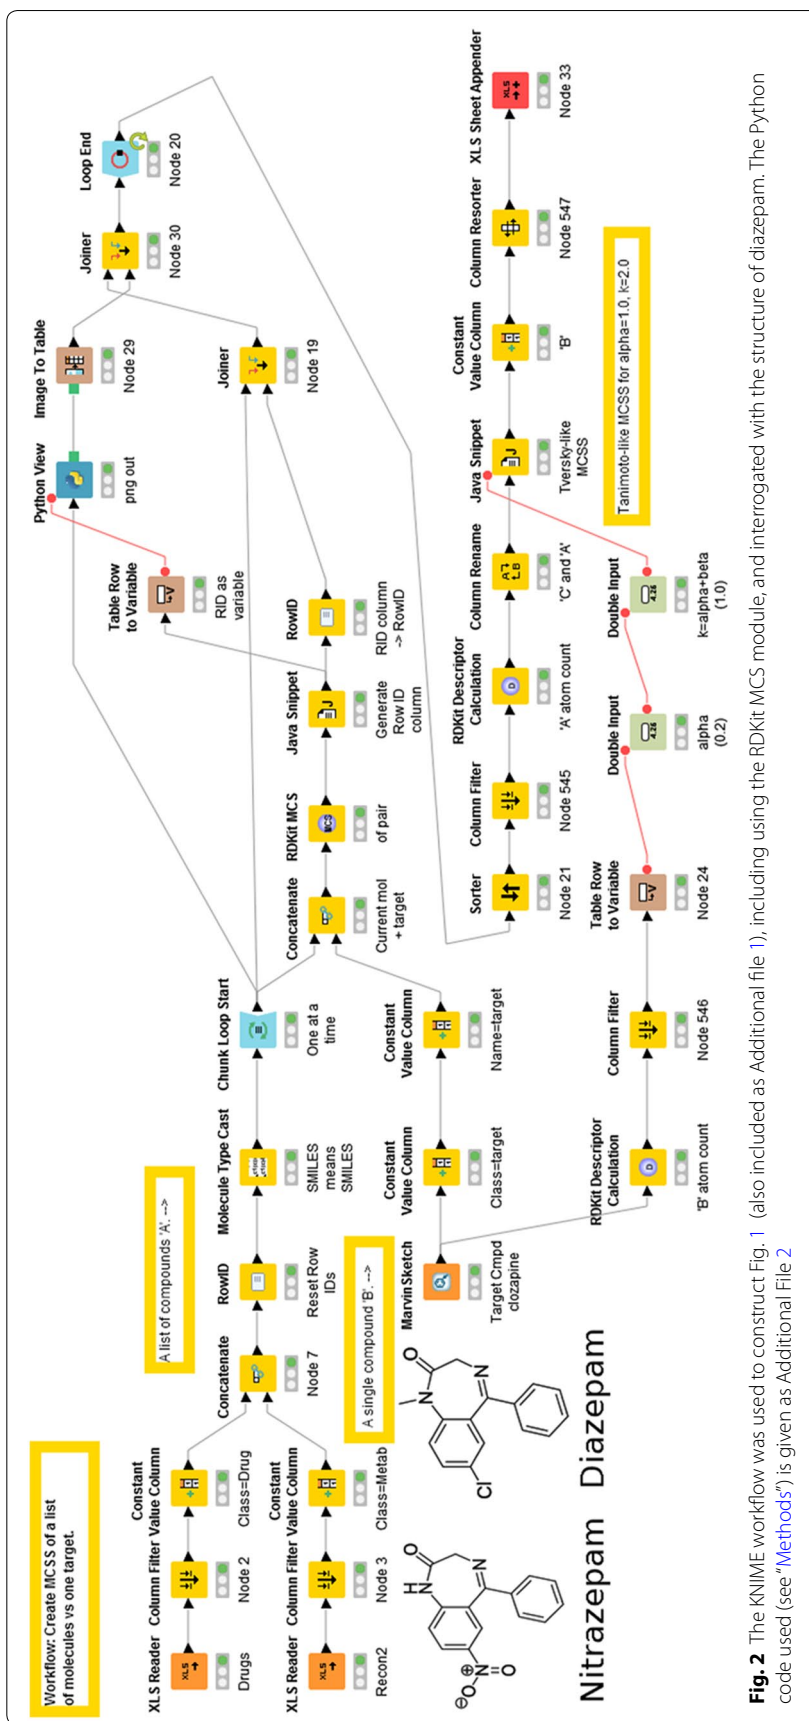 Workflow: Create MCSS of a list
of molecules vs one target.
A list of compounds 'A'. -->
A single compound 'B'. -->
XLS Reader
XLS
Drugs
Column Filter
Node 2
Constant
Value Column
Class=Drug
XLS Reader
XLS
Recon2
Column Filter
Node 3
Constant
Value Column
Class=Metab
Concatenate
Node 7
RowID
Reset Row
IDs
Molecule Type Cast
SMILES
means
SMILES
Chunk Loop Start
One at a
time
MarvinSketch
Target Cmpd
clozapine
Constant
Value Column
Class=target
Constant
Value Column
Name=target
Concatenate
Current mol
+ target
RDKit MCS
MCS
of pair
Java Snippet
J
Generate
Row ID
column
RowID
RID column
-> RowID
Table Row
to Variable
V
RID as
variable
Python View
png out
Image To Table
Node 29
Joiner
Node 19
Joiner
Node 30
Loop End
Node 20
Sorter
Node 21
Column Filter
Node 545
RDKit Descriptor
Calculation
D
'A' atom count
Column Rename
A
B
'C' and 'A'
Java Snippet
J
Tversky-like
MCSS
Constant
Value Column
'B'
Column Resorter
Node 547
XLS Sheet Appender
XLS
Node 33
RDKit Descriptor
Calculation
D
'B' atom count
Column Filter
Node 546
Table Row
to Variable
V
Node 24
Double Input
4.26
alpha
(0.2)
Double Input
4.26
k=alpha+beta
(1.0)
Tanimoto-like MCSS for alpha=1.0, k=2.0
H
N
O
N
N
O
O
⊕
⊖
Nitrazepam
N
O
N
Cl
Diazepam
Fig. 2 The KNIME workflow was used to construct Fig. 1 (also included as Additional file 1), including using the RDKit MCS module, and interrogated with the structure of diazepam. The Python
code used (see “Methods”) is given as Additional File 2